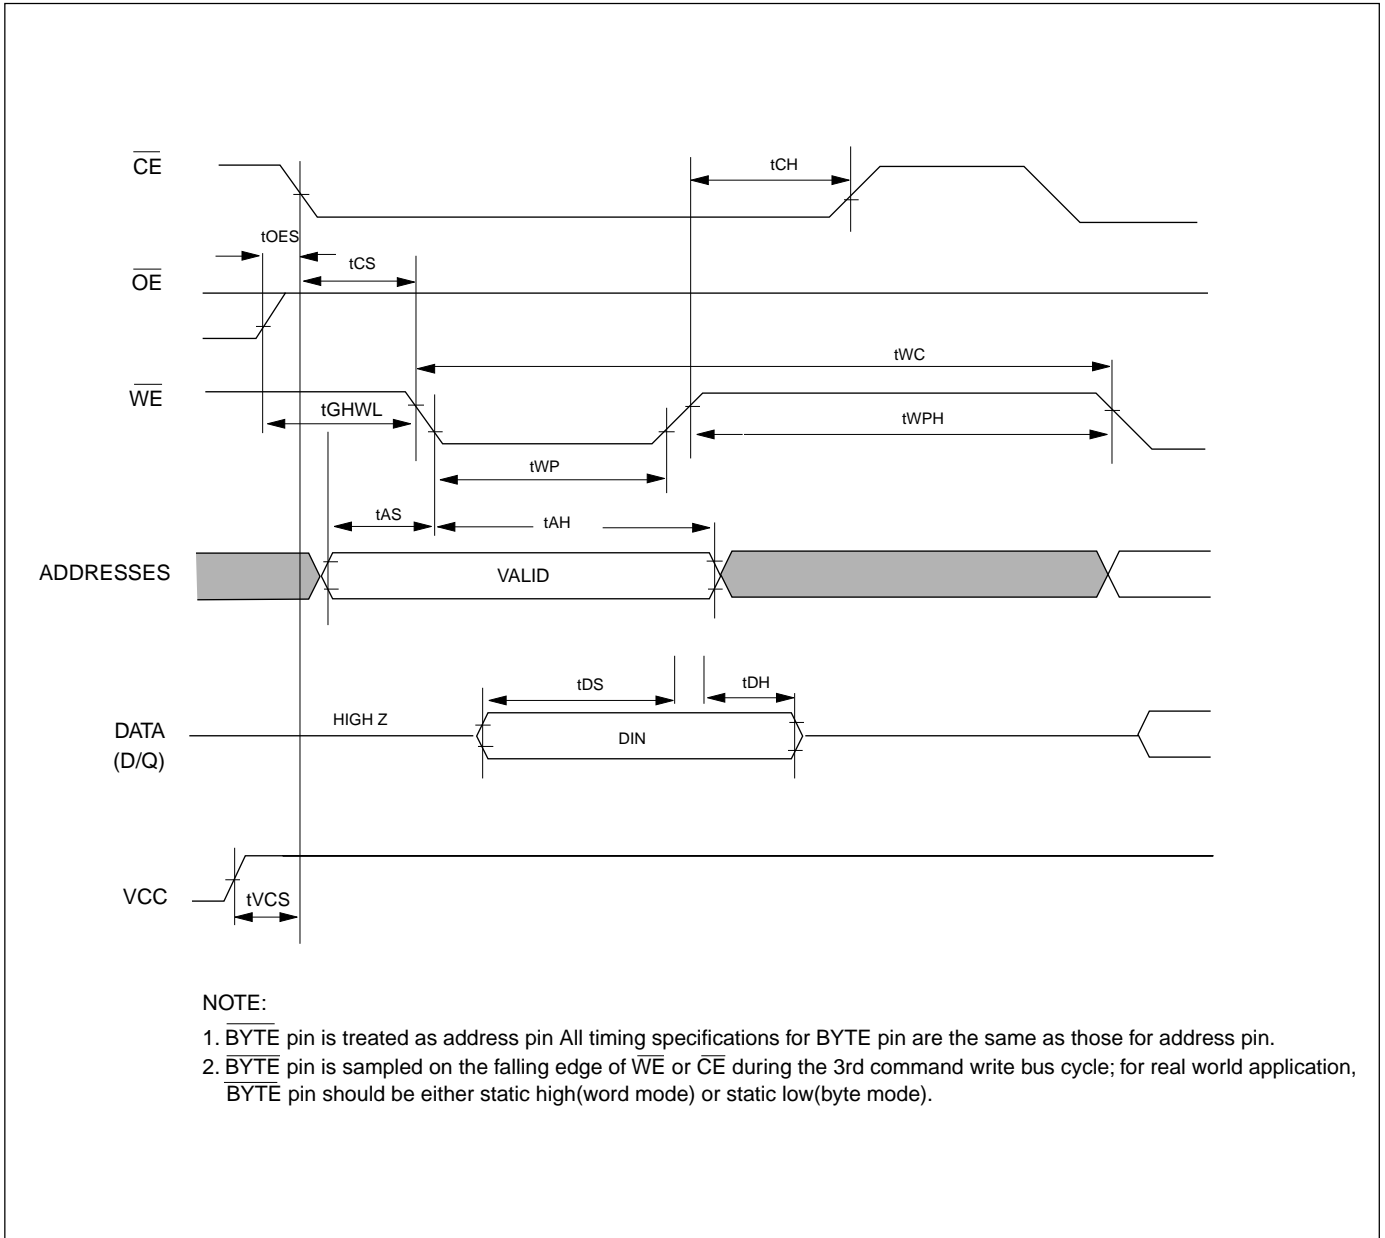 CE
tCH
tOES
tCS
OE
tWC
WE
tGHWL
tWPH
tWP
tAS
tAH
ADDRESSES
VALID
tDS
tDH
HIGH Z
DATA
(D/Q)
DIN
VCC
tVCS
NOTE:
1. BYTE pin is treated as address pin All timing specifications for BYTE pin are the same as those for address pin.
2. BYTE pin is sampled on the falling edge of WE or CE during the 3rd command write bus cycle; for real world application,
BYTE pin should be either static high(word mode) or static low(byte mode).